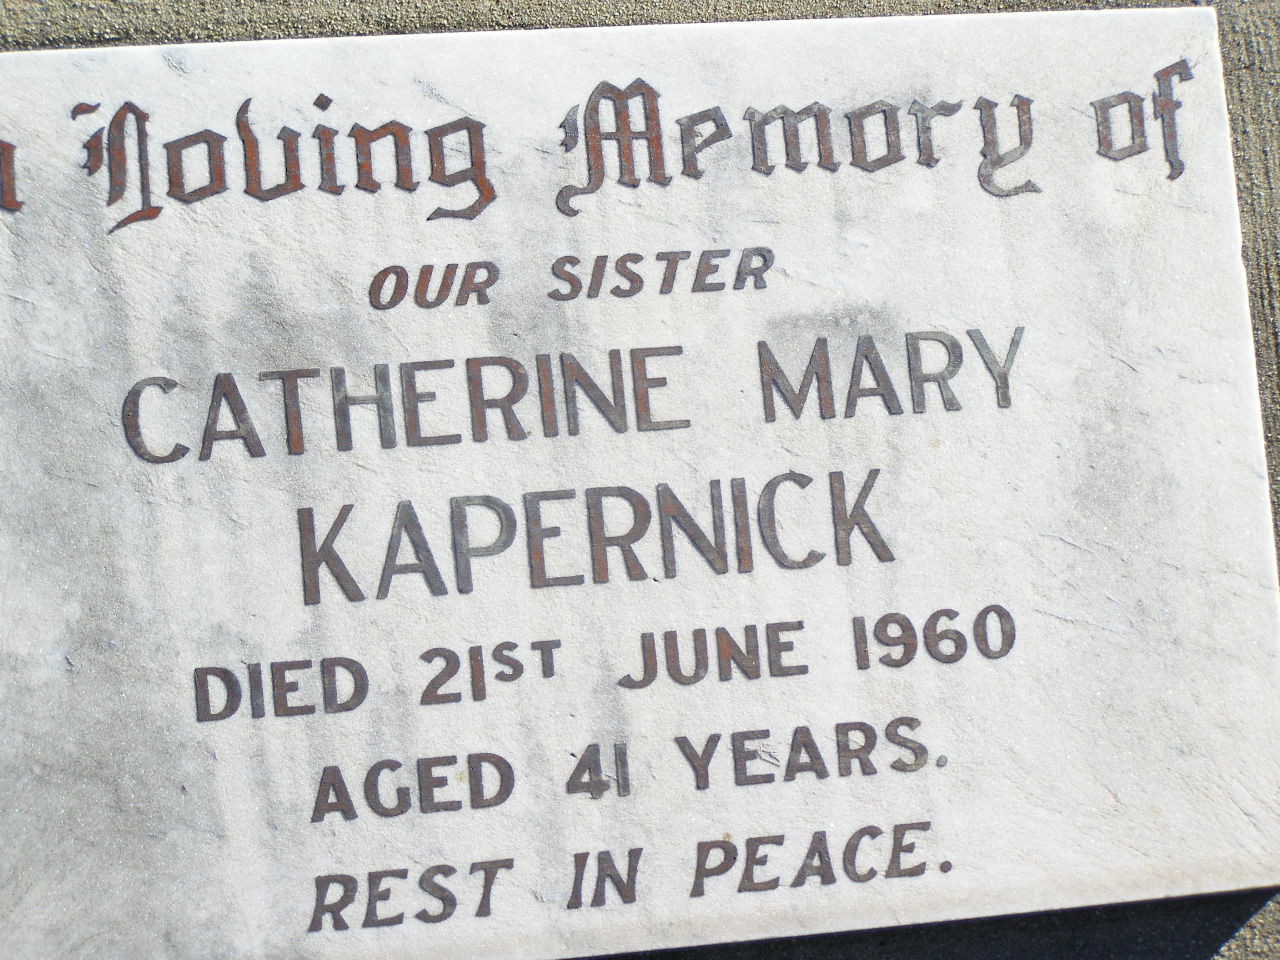 n Loving Memory of
OUR SISTER
CATHERINE MARY
KAPERNICK
DIED 21ST JUNE 1960
AGED 41 YEARS.
REST IN PEACE.